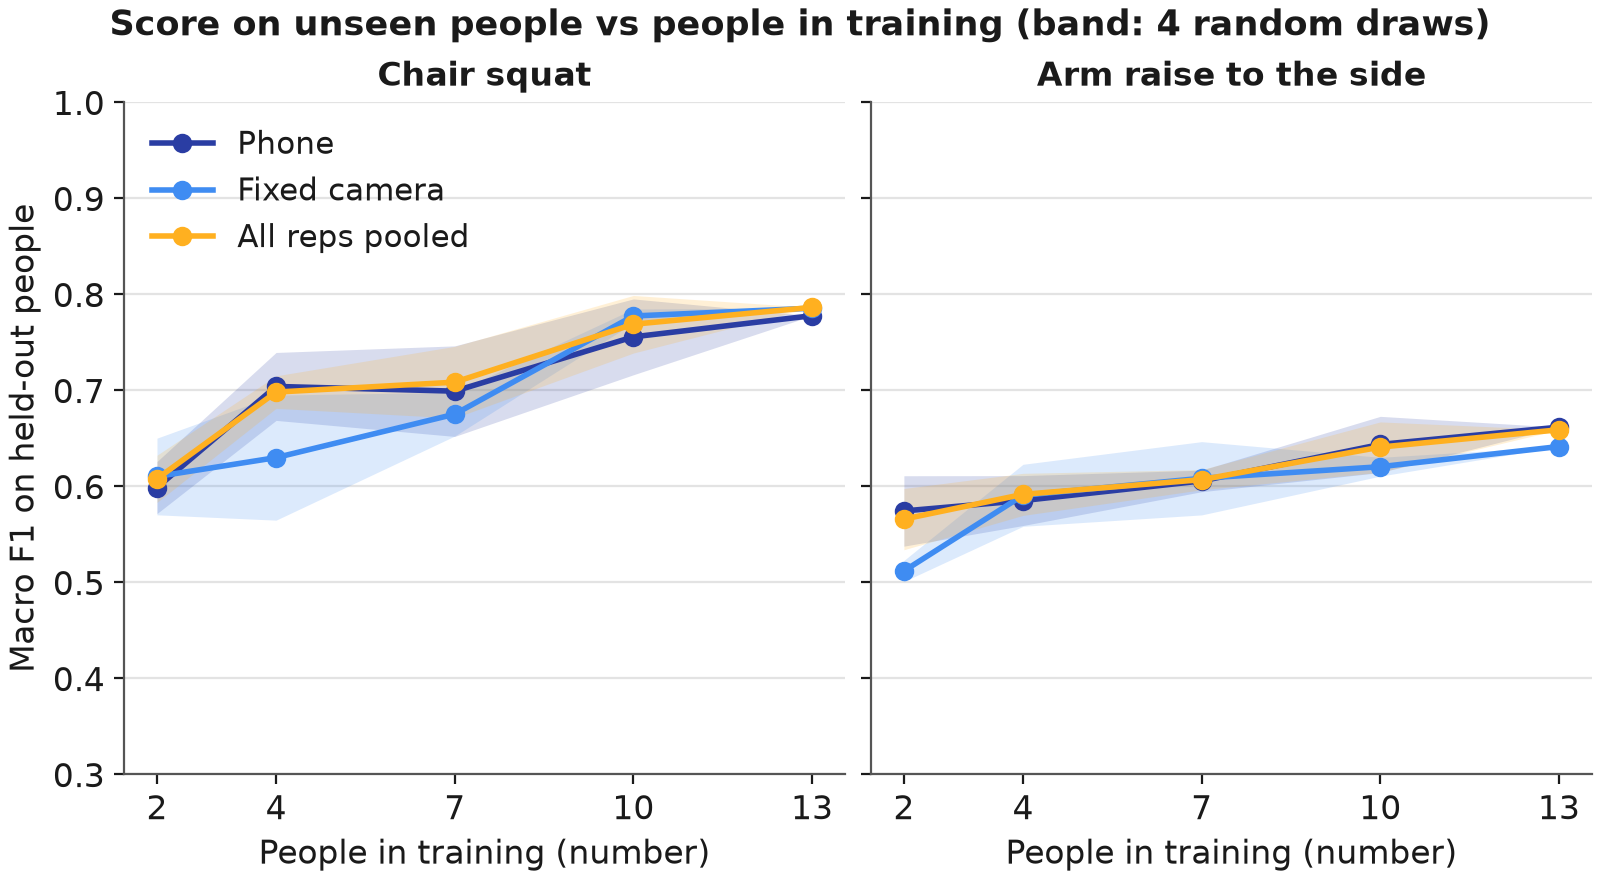 Score on unseen people vs people in training (band: 4 random draws)
Chair squat
Arm raise to the side
Phone
Fixed camera
All reps pooled
Macro F1 on held-out people
1.0
0.9
0.8
0.7
0.6
0.5
0.4
0.3
2 4 7 10 13
2 4 7 10 13
People in training (number)
People in training (number)